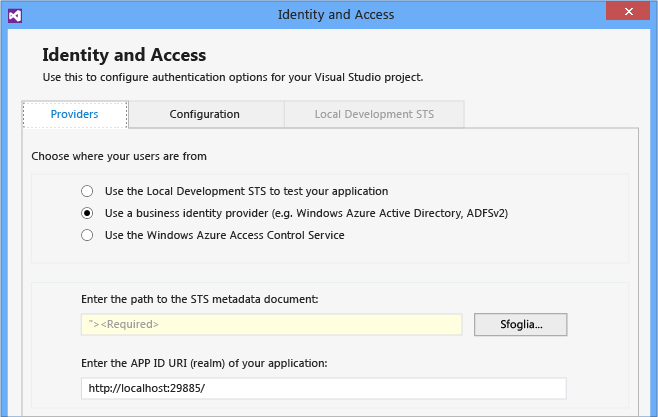 Identity and Access
Identity and Access
Use this to configure authentication options for your Visual Studio project.
Providers Configuration Local Development STS
Choose where your users are from
Use the Local Development STS to test your application
Use a business identity provider (e.g. Windows Azure Active Directory, ADFSv2)
Use the Windows Azure Access Control Service
Enter the path to the STS metadata document:
"><Required> Sfoglia...
Enter the APP ID URI (realm) of your application:
http://localhost:29885/